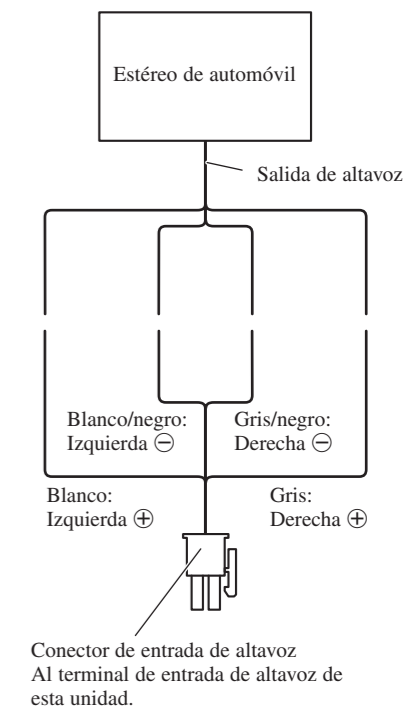 Estéreo de automóvil
Salida de altavoz
Blanco/negro:
Izquierda ⊖
Gris/negro:
Derecha ⊖
Blanco:
Izquierda ⊕
Gris:
Derecha ⊕
Conector de entrada de altavoz
Al terminal de entrada de altavoz de
esta unidad.